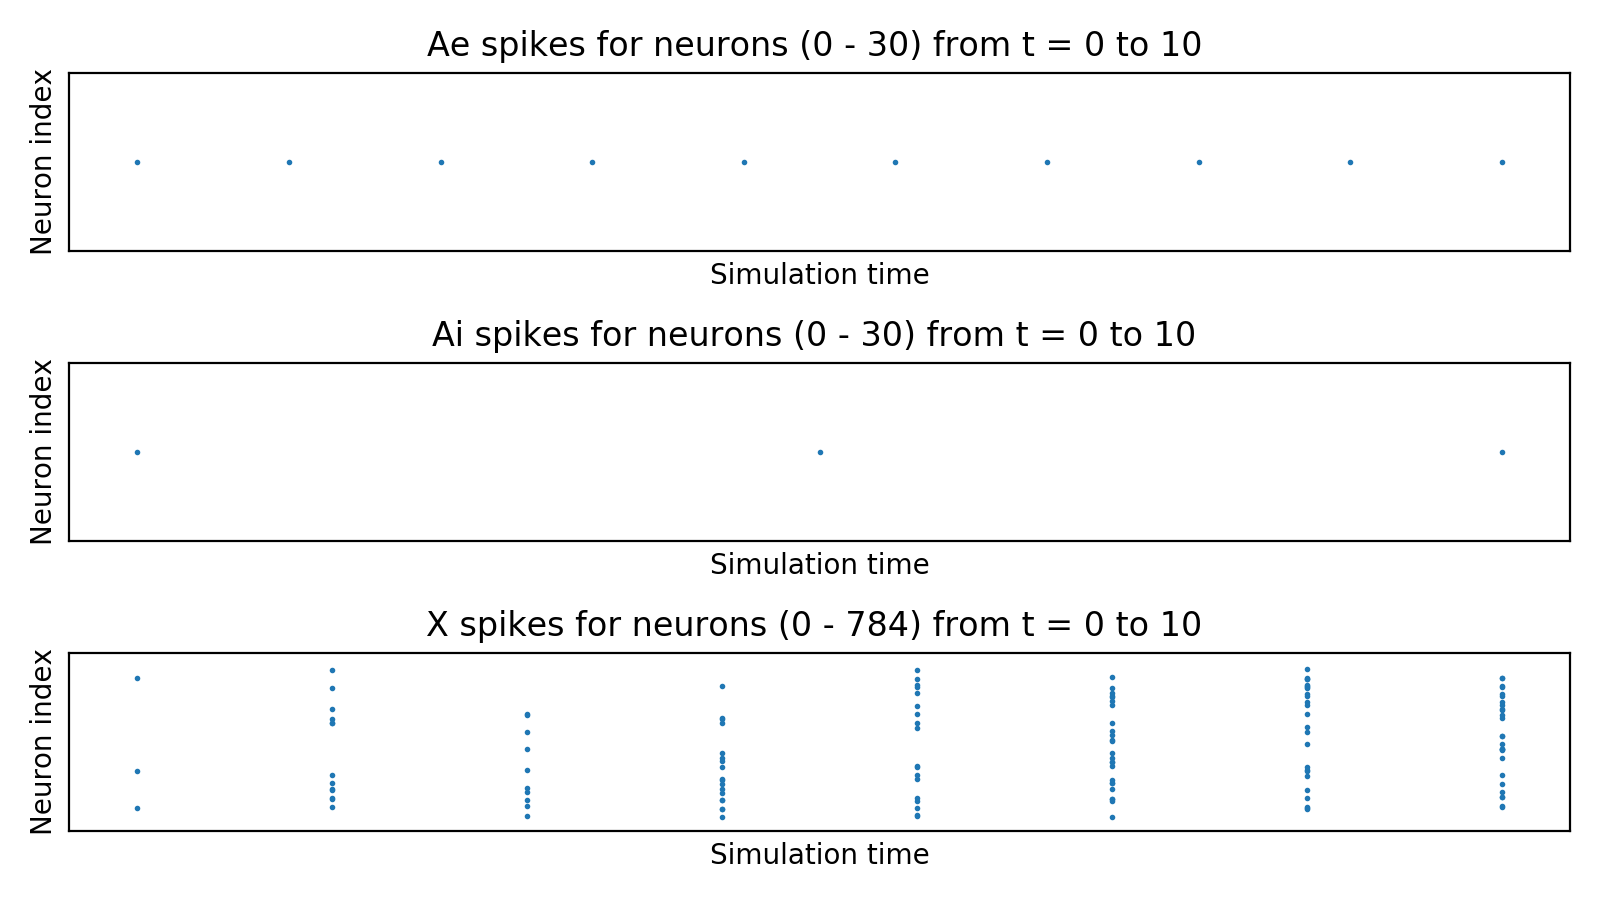 Ae spikes for neurons (0 - 30) from t = 0 to 10
Neuron index
Simulation time
Ai spikes for neurons (0 - 30) from t = 0 to 10
Neuron index
Simulation time
X spikes for neurons (0 - 784) from t = 0 to 10
Neuron index
Simulation time